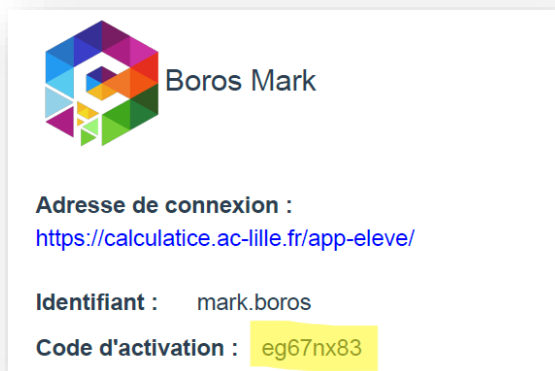 Boros Mark
Adresse de connexion :
https://calculatice.ac-lille.fr/app-eleve/
Identifiant : mark.boros
Code d'activation : eg67nx83